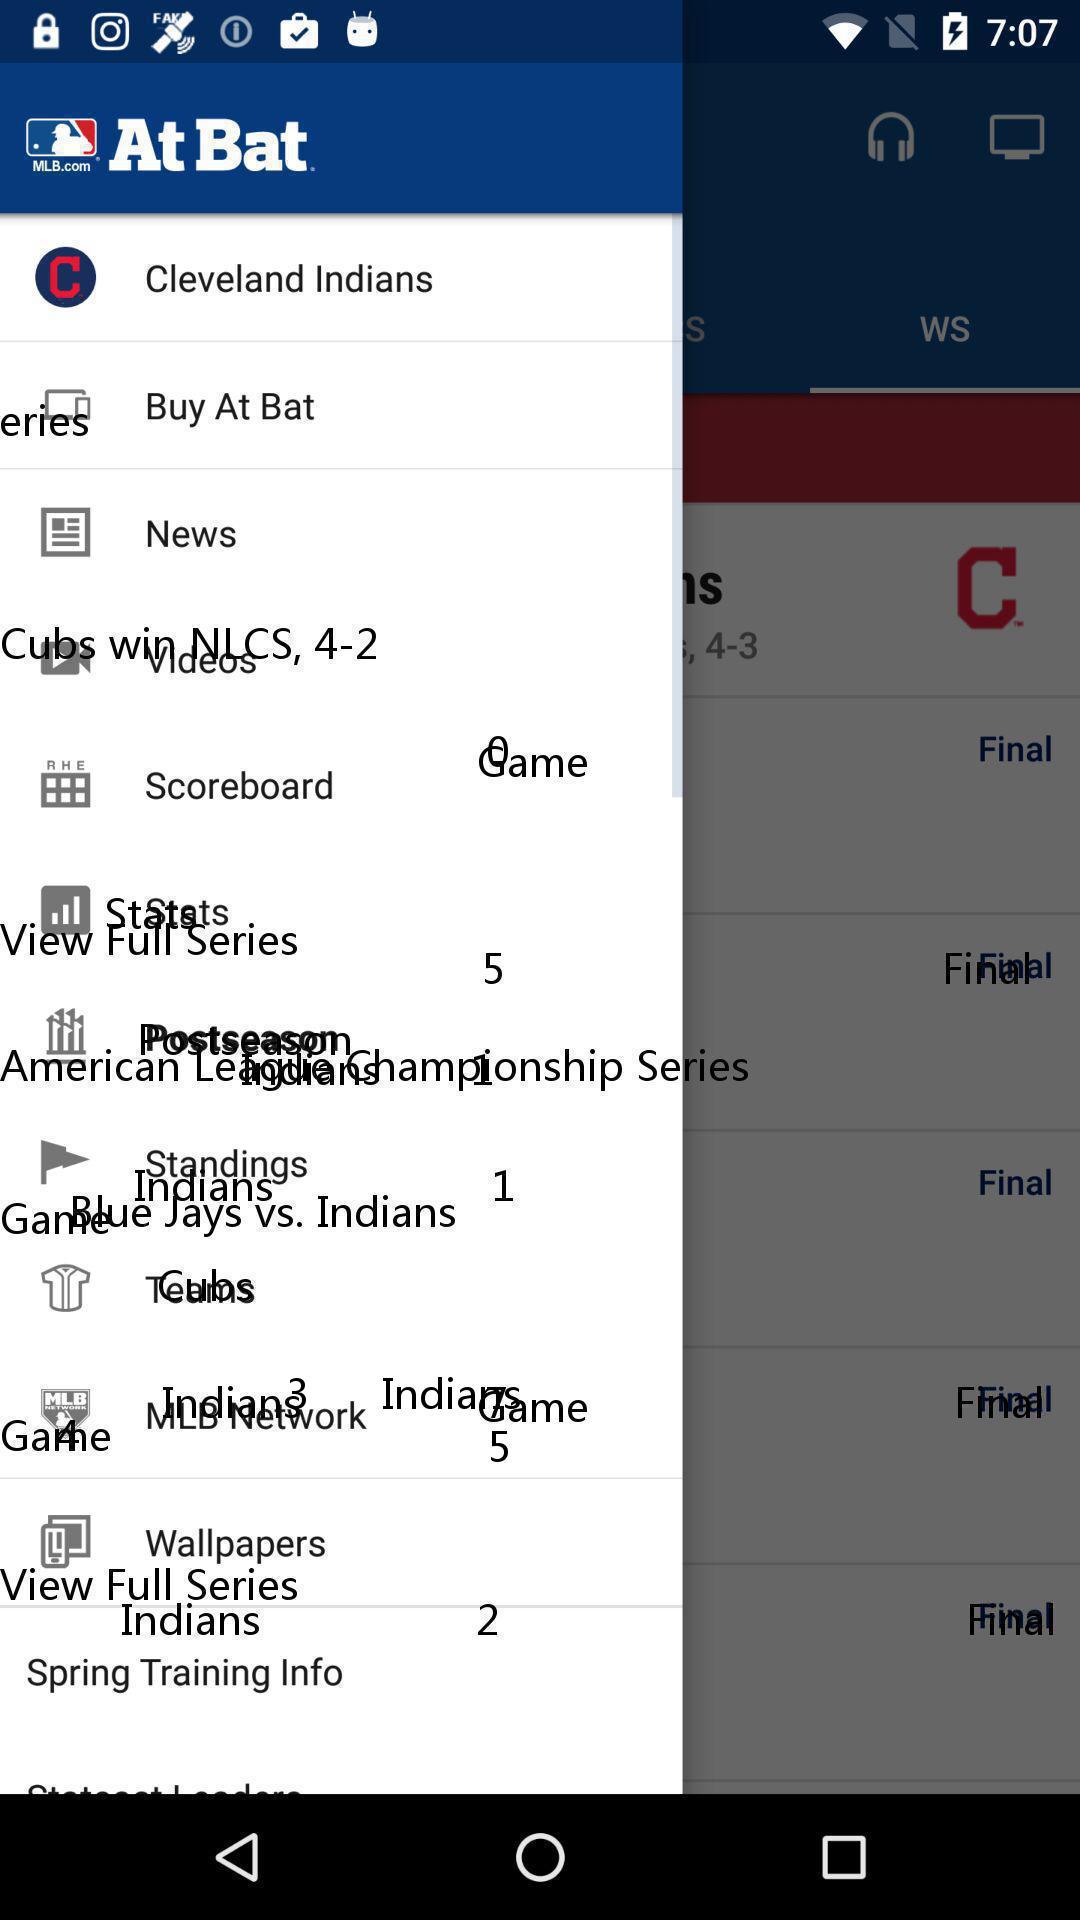 FAKE
7:07
MLB.com At Bat
Cleveland Indians
S
WS
Buy At Bat
eries
News
ns
Cubs win NLCS, 4-2
Videos
, 4-3
0
Final
Game
R H E
Scoreboard
Stats
Stats
View Full Series
5
Final
Final
Postseason
Postseason
American League Championship Series
Indians
1
Standings
Indians
1
Final
Game
Blue Jays vs. Indians
Teams
Cubs
Indians
3
Indians
7
Game
Final
Final
MLB Network
MLB NETWORK
Game
4
5
Wallpapers
View Full Series
Indians
2
Final
Final
Spring Training Info
Statcast Leaders